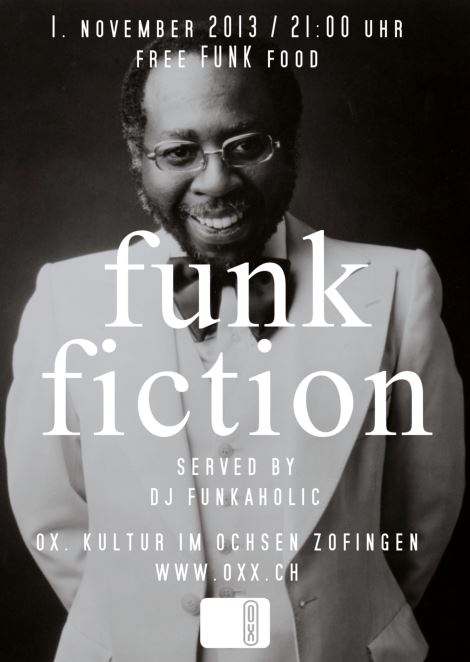 1. NOVEMBER 2013 / 21:00 UHR
FREE FUNK FOOD
funk
fiction
SERVED BY
DJ FUNKAHOLIC
OX. KULTUR IM OCHSEN ZOFINGEN
WWW.OXX.CH
OX